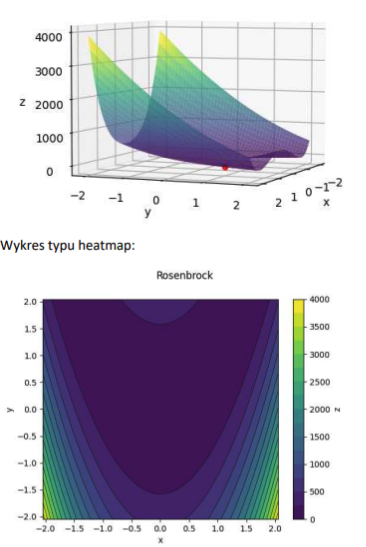 4000
3000
2000
1000
0
z
−2 −1 0 1 2
y
2 1 0 −1 −2
x
Wykres typu heatmap:
Rosenbrock
2.0
1.5
1.0
0.5
0.0
−0.5
−1.0
−1.5
−2.0
y
−2.0 −1.5 −1.0 −0.5 0.0 0.5 1.0 1.5 2.0
x
4000
3500
3000
2500
2000
1500
1000
500
0
z